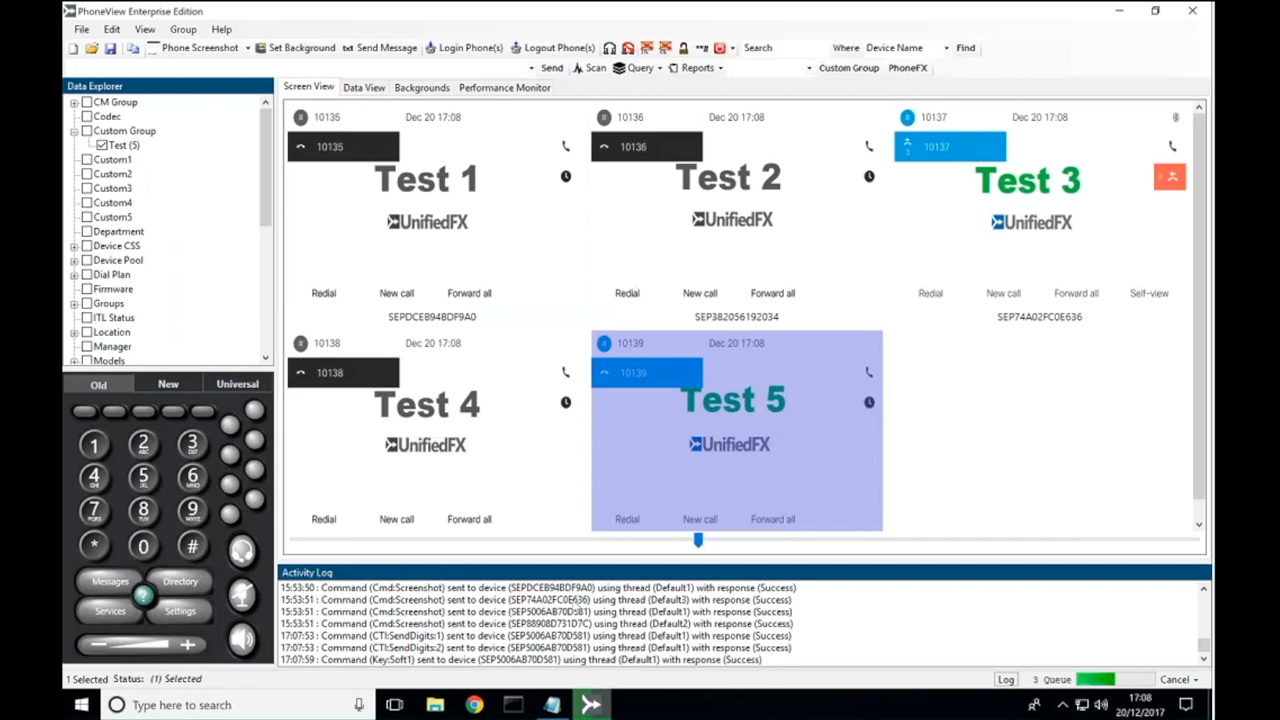 PhoneView Enterprise Edition
File Edit View Group Help
Phone Screenshot Set Background txt Send Message Login Phone(s) Logout Phone(s) Search Where Device Name Find
Send Scan Query Reports Custom Group PhoneFX
Data Explorer
CM Group
Codec
Custom Group
Test (5)
Custom1
Custom2
Custom3
Custom4
Custom5
Department
Device CSS
Device Pool
Dial Plan
Firmware
Groups
ITL Status
Location
Manager
Models
Screen View Data View Backgrounds Performance Monitor
10135 Dec 20 17:08
10135
Test 1
UnifiedFX
Redial New call Forward all
SEPDCEB94BDF9A0
10136 Dec 20 17:08
10136
Test 2
UnifiedFX
Redial New call Forward all
SEP382056192034
10137 Dec 20 17:08
10137
3
3
Test 3
UnifiedFX
Redial New call Forward all Self-view
SEP74A02FC0E636
10138 Dec 20 17:08
10138
Test 4
UnifiedFX
Redial New call Forward all
10139 Dec 20 17:08
10139
Test 5
UnifiedFX
Redial New call Forward all
Old New Universal
1 2 ABC 3 DEF
4 GHI 5 JKL 6 MNO
7 PQRS 8 TUV 9 WXYZ
* 0 #
Messages Directory
?
Services Settings
− +
Activity Log
15:53:50 : Command (Cmd:Screenshot) sent to device (SEPDCEB94BDF9A0) using thread (Default1) with response (Success)
15:53:51 : Command (Cmd:Screenshot) sent to device (SEP74A02FC0E636) using thread (Default3) with response (Success)
15:53:51 : Command (Cmd:Screenshot) sent to device (SEP5006AB70D581) using thread (Default1) with response (Success)
15:53:51 : Command (Cmd:Screenshot) sent to device (SEP88908D731D7C) using thread (Default2) with response (Success)
17:07:53 : Command (CTI:SendDigits:1) sent to device (SEP5006AB70D581) using thread (Default1) with response (Success)
17:07:53 : Command (CTI:SendDigits:2) sent to device (SEP5006AB70D581) using thread (Default1) with response (Success)
17:07:59 : Command (Key:Soft1) sent to device (SEP5006AB70D581) using thread (Default1) with response (Success)
1 Selected Status: (1) Selected Log 3 Queue Cancel
Type here to search
17:08
20/12/2017